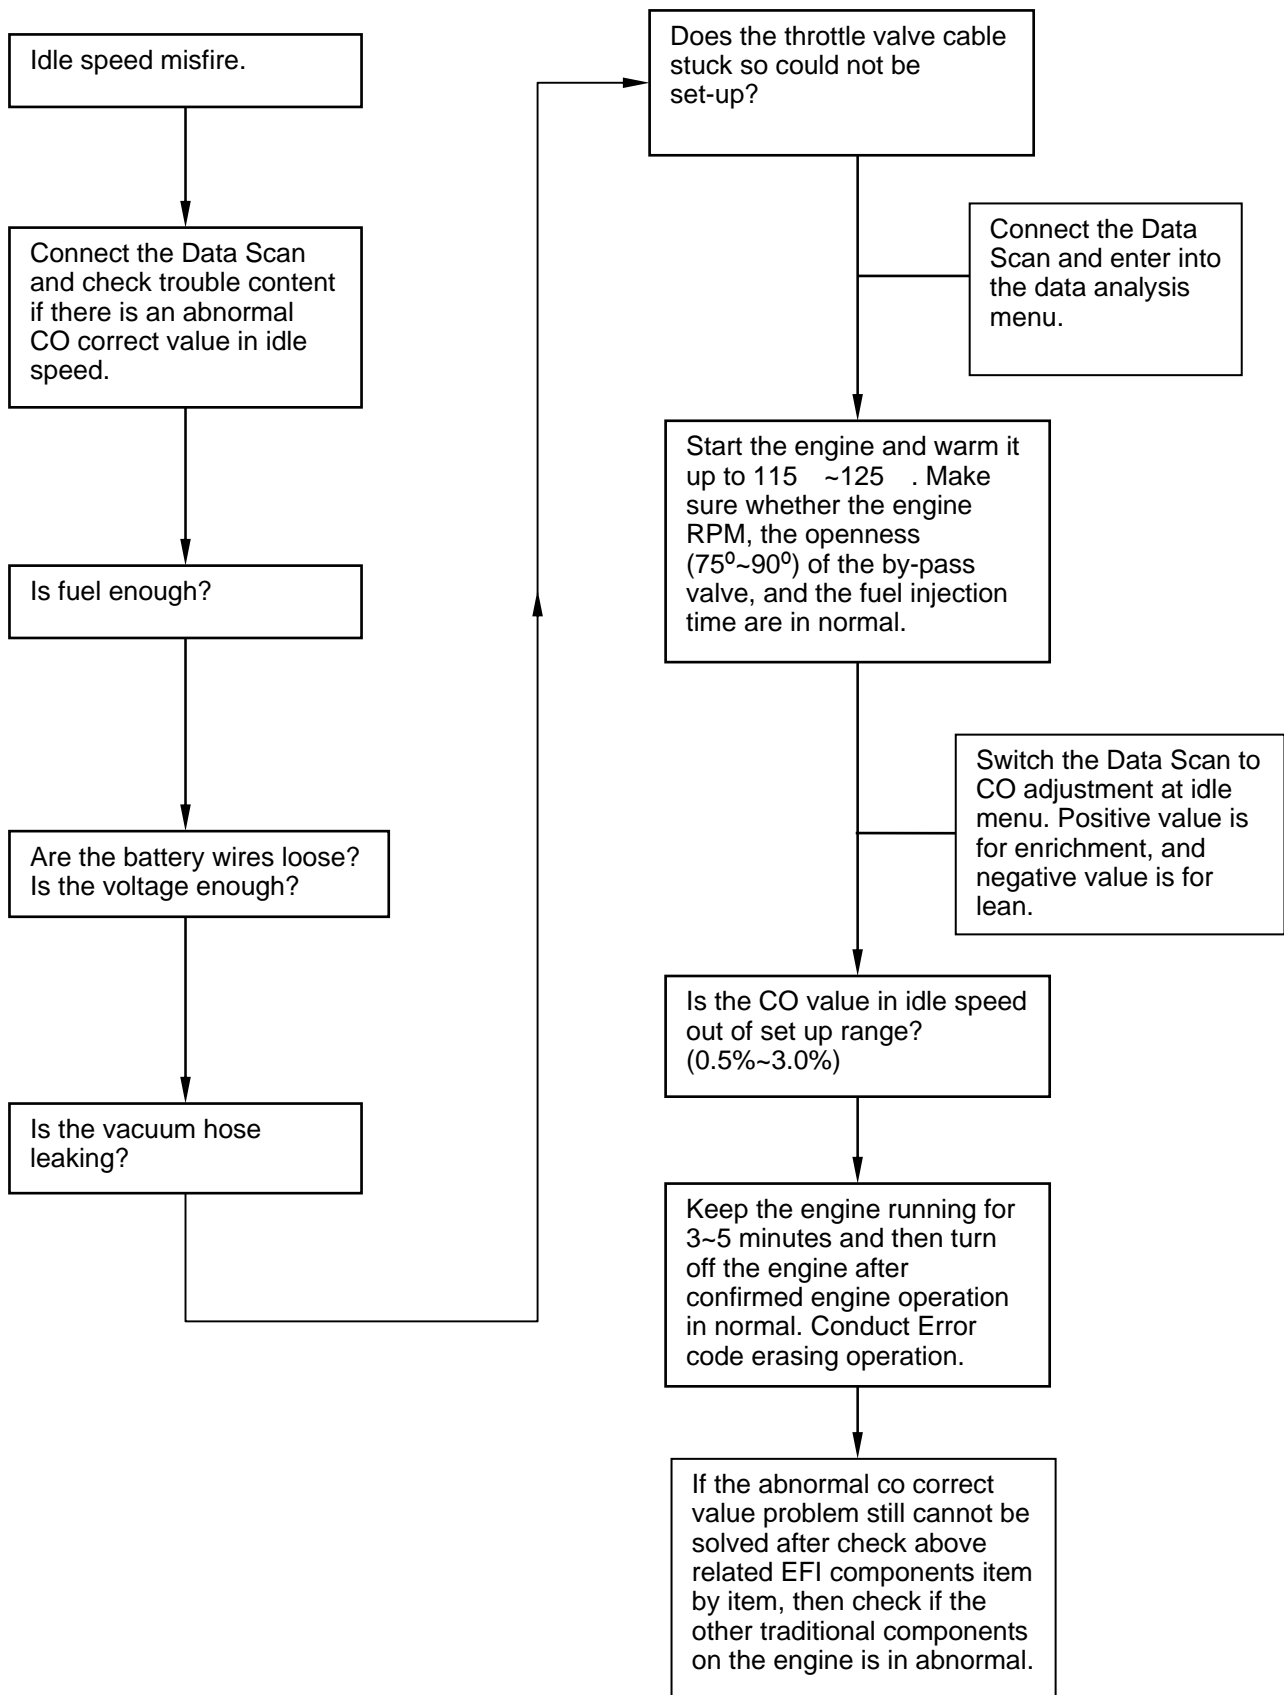 Idle speed misfire.
Connect the Data Scan
and check trouble content
if there is an abnormal
CO correct value in idle
speed.
Is fuel enough?
Are the battery wires loose?
Is the voltage enough?
Is the vacuum hose
leaking?
Does the throttle valve cable
stuck so could not be
set-up?
Connect the Data
Scan and enter into
the data analysis
menu.
Start the engine and warm it
up to 115   ~125   . Make
sure whether the engine
RPM, the openness
(75⁰~90⁰) of the by-pass
valve, and the fuel injection
time are in normal.
Switch the Data Scan to
CO adjustment at idle
menu. Positive value is
for enrichment, and
negative value is for
lean.
Is the CO value in idle speed
out of set up range?
(0.5%~3.0%)
Keep the engine running for
3~5 minutes and then turn
off the engine after
confirmed engine operation
in normal. Conduct Error
code erasing operation.
If the abnormal co correct
value problem still cannot be
solved after check above
related EFI components item
by item, then check if the
other traditional components
on the engine is in abnormal.